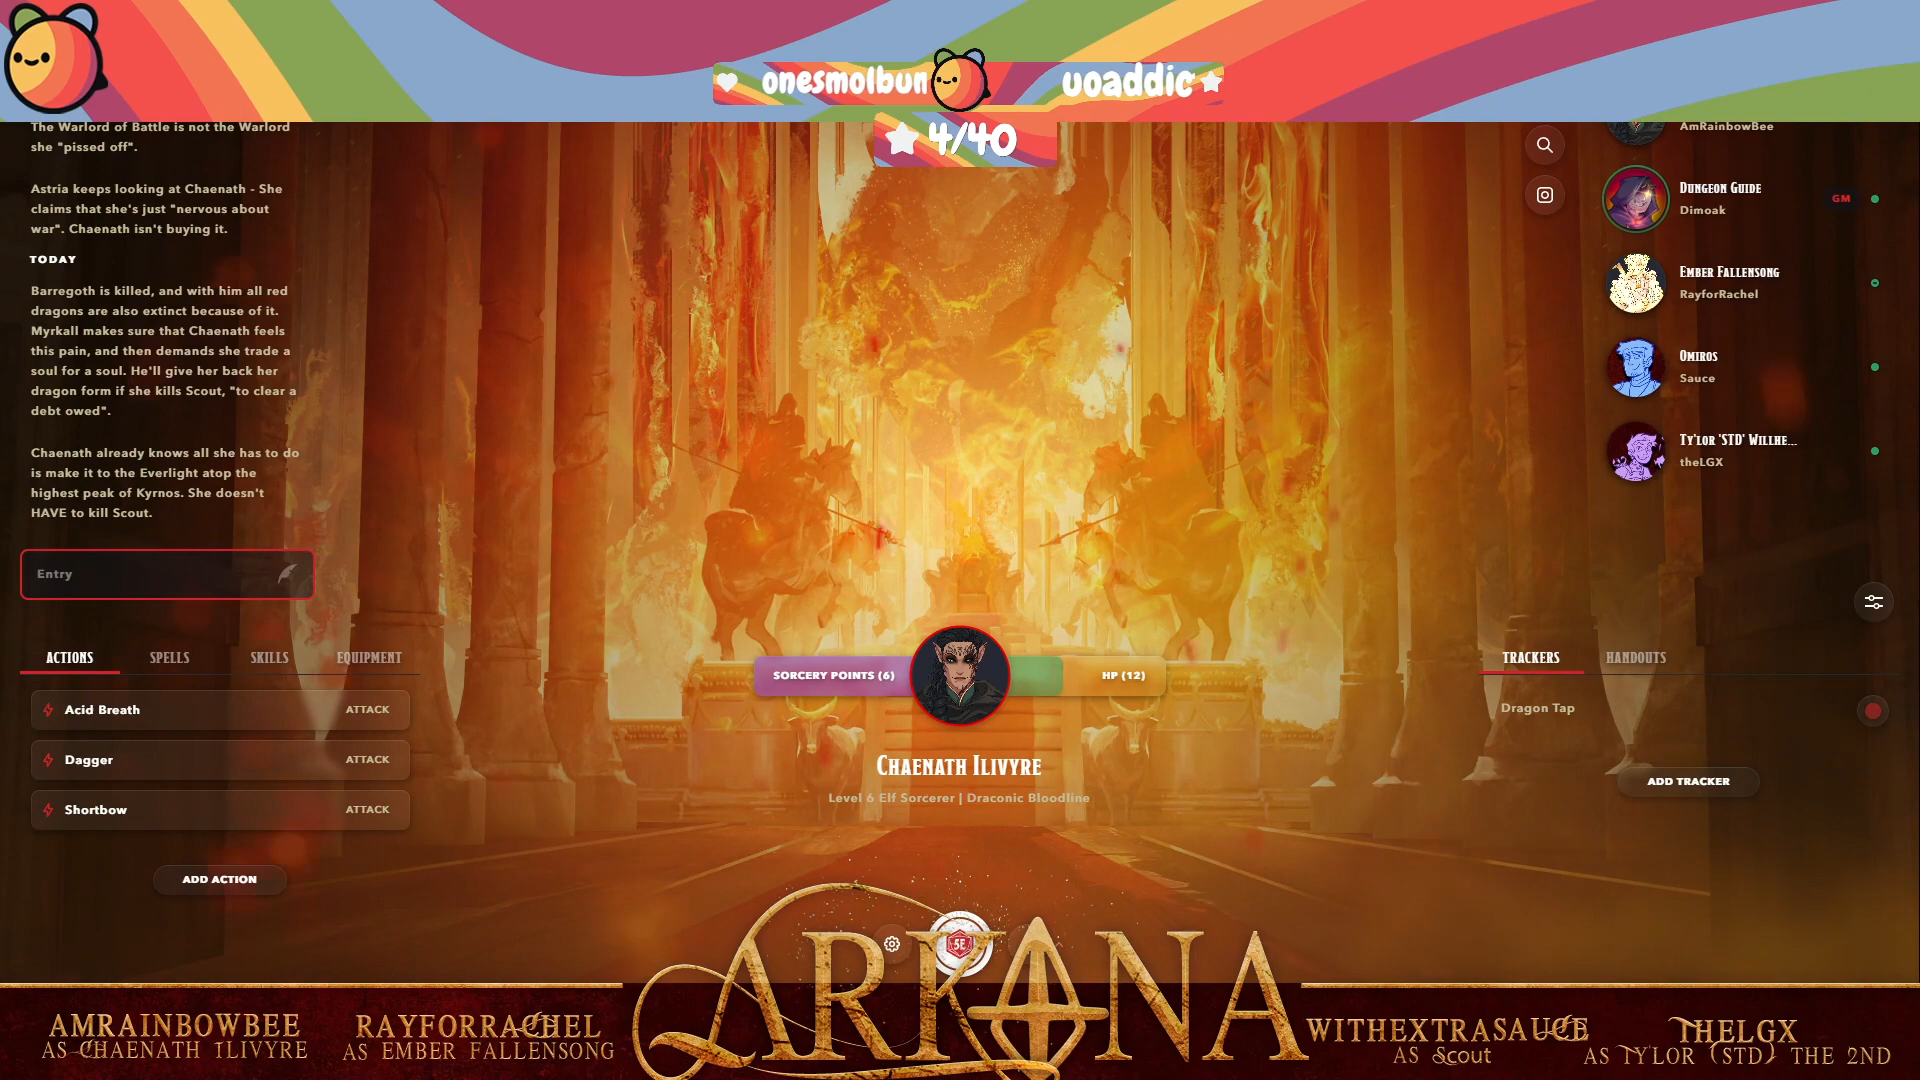 onesmolbun
uoaddic
4/40
The Warlord of Battle is not the Warlord
she "pissed off".
Astria keeps looking at Chaenath - She
claims that she's just "nervous about
war". Chaenath isn't buying it.
TODAY
Barregoth is killed, and with him all red
dragons are also extinct because of it.
Myrkall makes sure that Chaenath feels
this pain, and then demands she trade a
soul for a soul. He'll give her back her
dragon form if she kills Scout, "to clear a
debt owed".
Chaenath already knows all she has to do
is make it to the Everlight atop the
highest peak of Kyrnos. She doesn't
HAVE to kill Scout.
Entry
ACTIONS SPELLS SKILLS EQUIPMENT
Acid Breath ATTACK
Dagger ATTACK
Shortbow ATTACK
ADD ACTION
SORCERY POINTS (6)
HP (12)
CHAENATH ILIVYRE
Level 6 Elf Sorcerer | Draconic Bloodline
5E
AmRainbowBee
DUNGEON GUIDE
Dimoak
GM
EMBER FALLENSONG
RayforRachel
OMIROS
Sauce
TY'LOR 'STD' WILLHE...
theLGX
TRACKERS HANDOUTS
Dragon Tap
ADD TRACKER
ARKANA
AMRAINBOWBEE
AS CHAENATH ILIVYRE
RAYFORRACHEL
AS EMBER FALLENSONG
WITHEXTRASAUCE
AS Scout
THELGX
AS TY'LOR (STD) THE 2ND